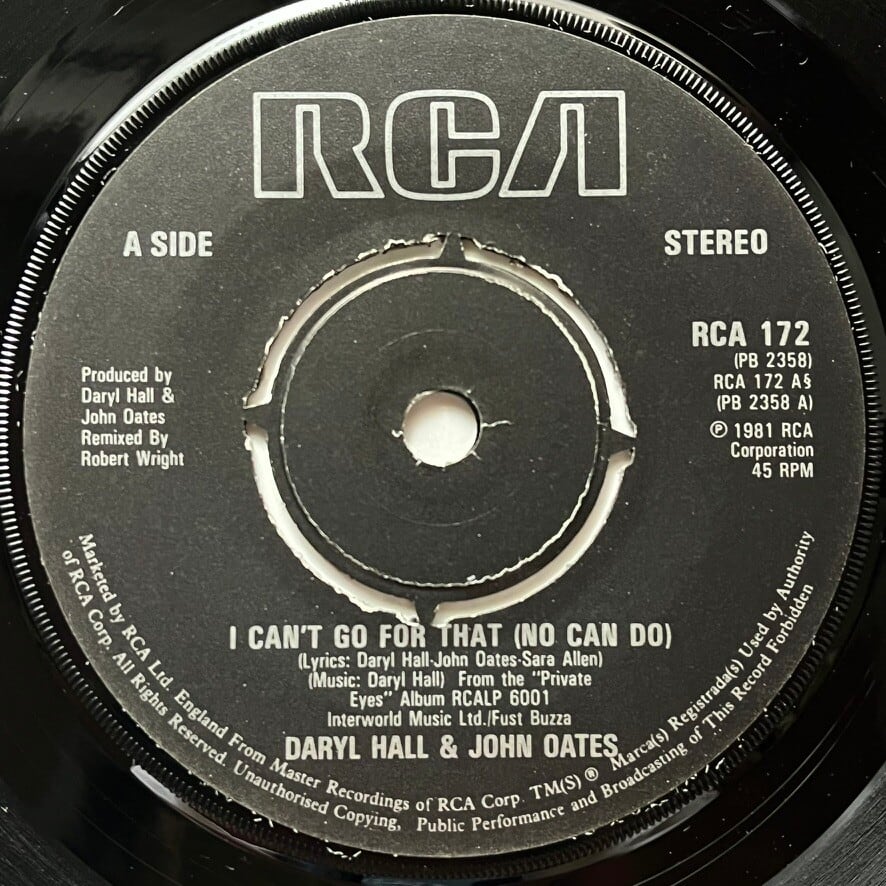 RCA
A SIDE
STEREO
RCA 172
(PB 2358)
RCA 172 A§
(PB 2358 A)
℗ 1981 RCA
Corporation
45 RPM
Produced by
Daryl Hall &
John Oates
Remixed By
Robert Wright
I CAN'T GO FOR THAT (NO CAN DO)
(Lyrics: Daryl Hall-John Oates-Sara Allen)
(Music: Daryl Hall) From the "Private
Eyes" Album RCALP 6001
Interworld Music Ltd./Fust Buzza
DARYL HALL & JOHN OATES
Marketed by RCA Ltd. England From Master Recordings of RCA Corp. TM(S) ® Marca(s) Registrada(s) Used by Authority
of RCA Corp. All Rights Reserved. Unauthorised Copying, Public Performance and Broadcasting of This Record Forbidden